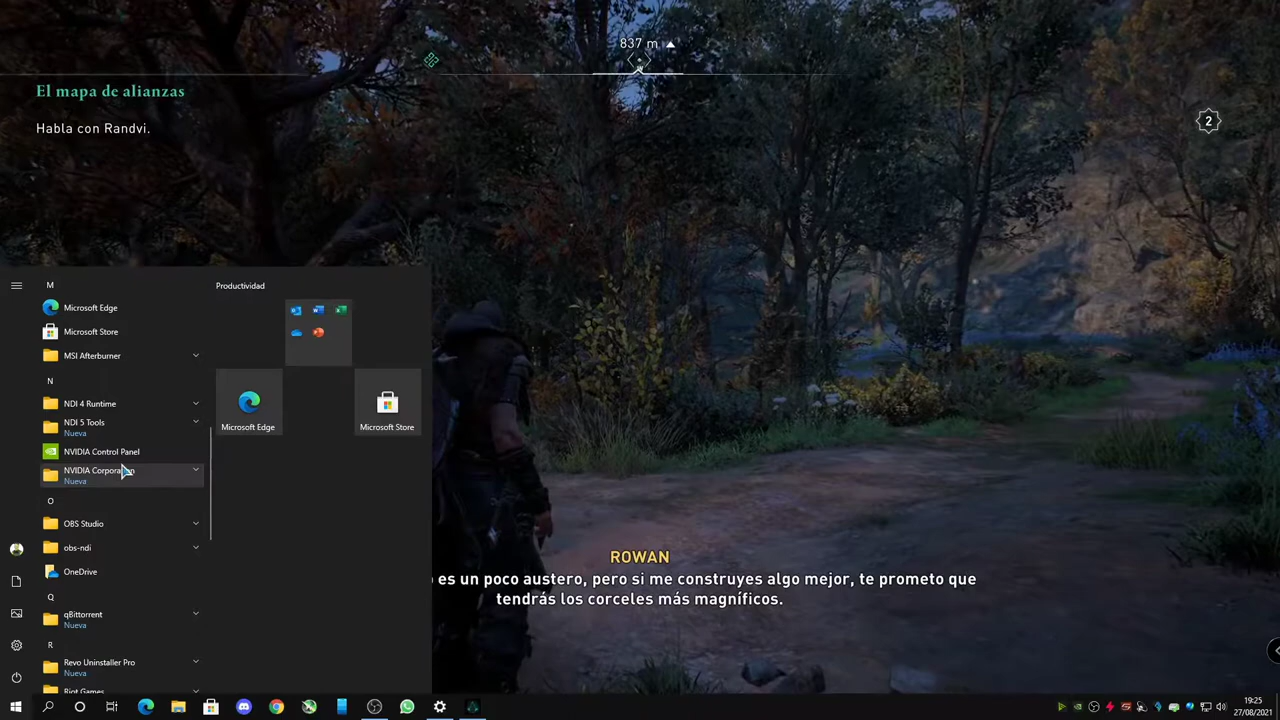 837 m
El mapa de alianzas
Habla con Randvi.
2
M
Microsoft Edge
Microsoft Store
MSI Afterburner
N
NDI 4 Runtime
NDI 5 Tools
Nueva
NVIDIA Control Panel
NVIDIA Corporation
Nueva
O
OBS Studio
obs-ndi
OneDrive
Q
qBittorrent
Nueva
R
Revo Uninstaller Pro
Nueva
Riot Games
Productividad
Microsoft Edge
Microsoft Store
ROWAN
es un poco austero, pero si me construyes algo mejor, te prometo que
tendrás los corceles más magníficos.
19:25
27/08/2021